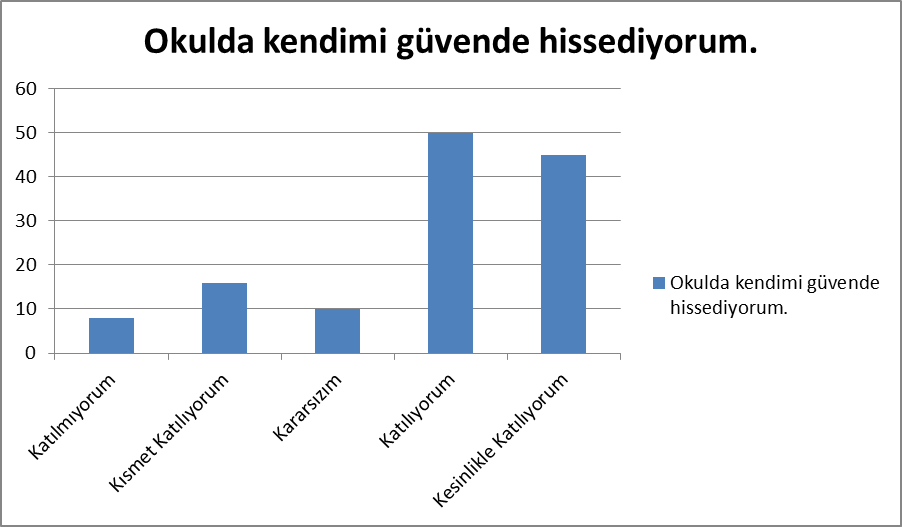 Okulda kendimi güvende hissediyorum.
60
50
40
30
20
10
0
Katılmıyorum
Kısmet Katılıyorum
Kararsızım
Katılıyorum
Kesinlikle Katılıyorum
Okulda kendimi güvende
hissediyorum.